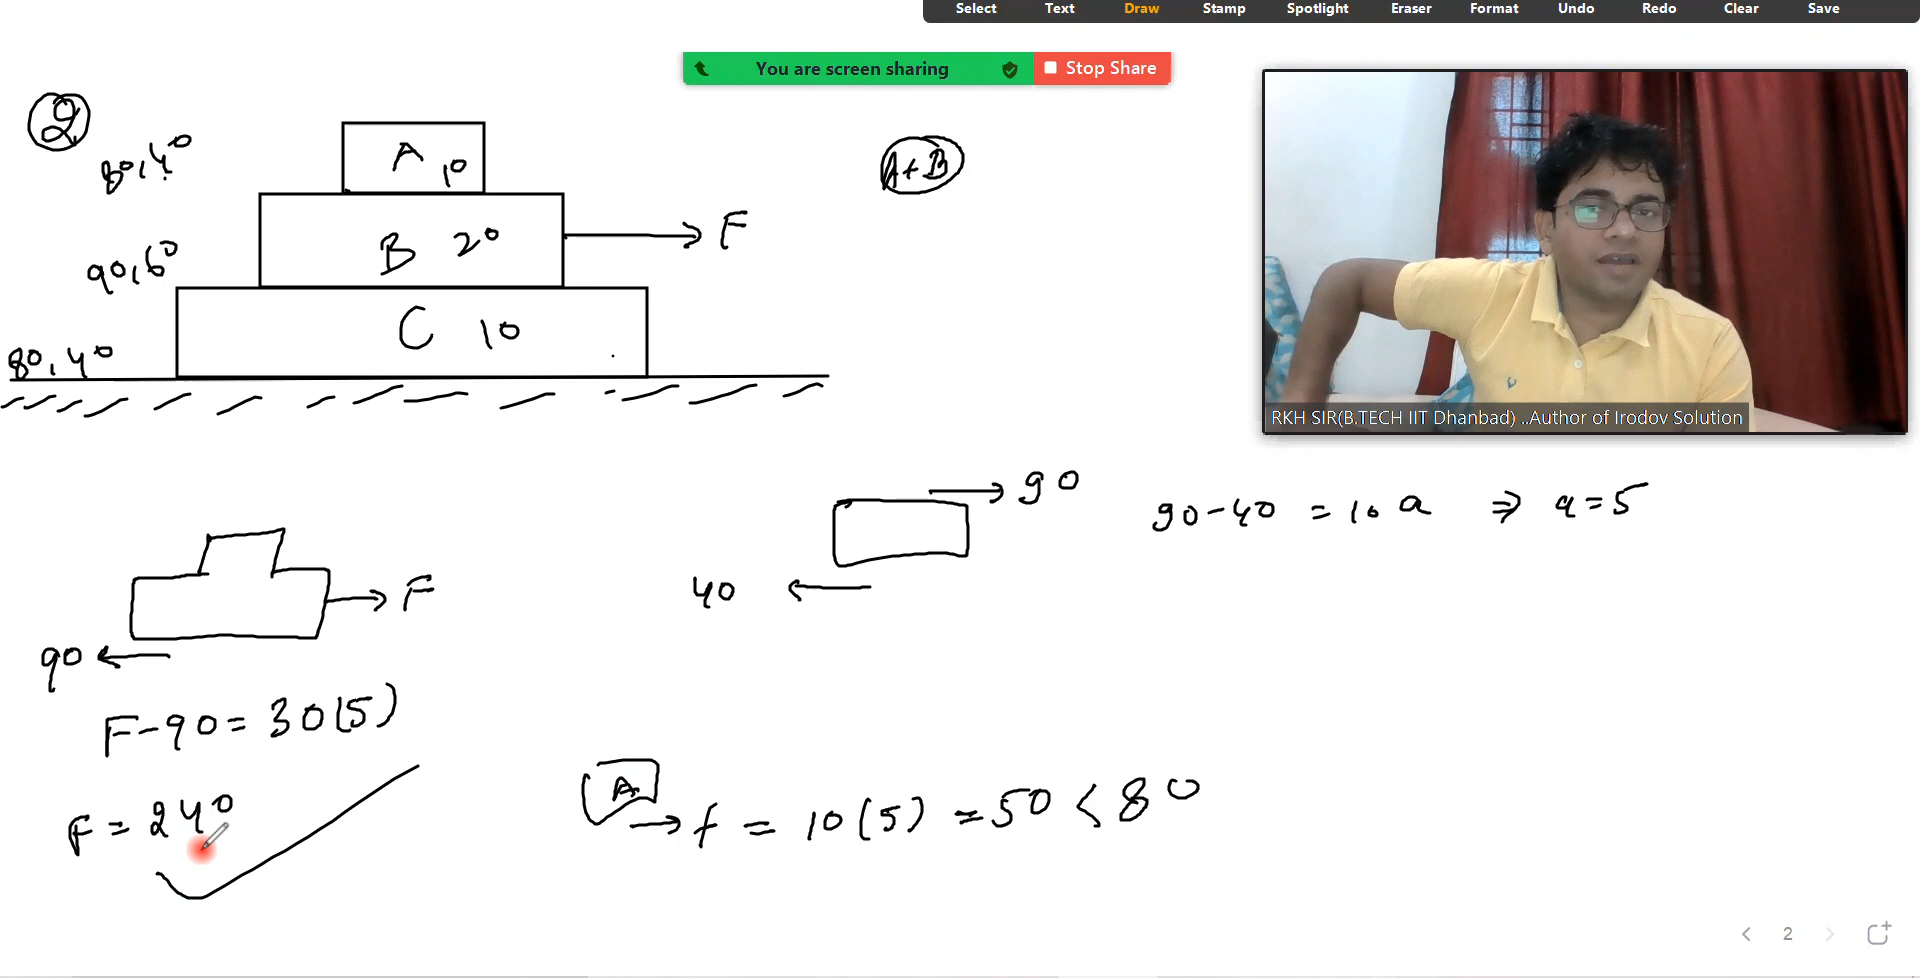 Select Text Draw Stamp Spotlight Eraser Format Undo Redo Clear Save
You are screen sharing Stop Share
Q
80,40
A 10
A+B
90,60
B 20
F
80,40
C 10
RKH SIR(B.TECH IIT Dhanbad) ..Author of Irodov Solution
90
90-40 = 10 a ⇒ a=5
F
40
90
F-90= 30(5)
F = 240
A
f = 10(5) =50 < 80
2